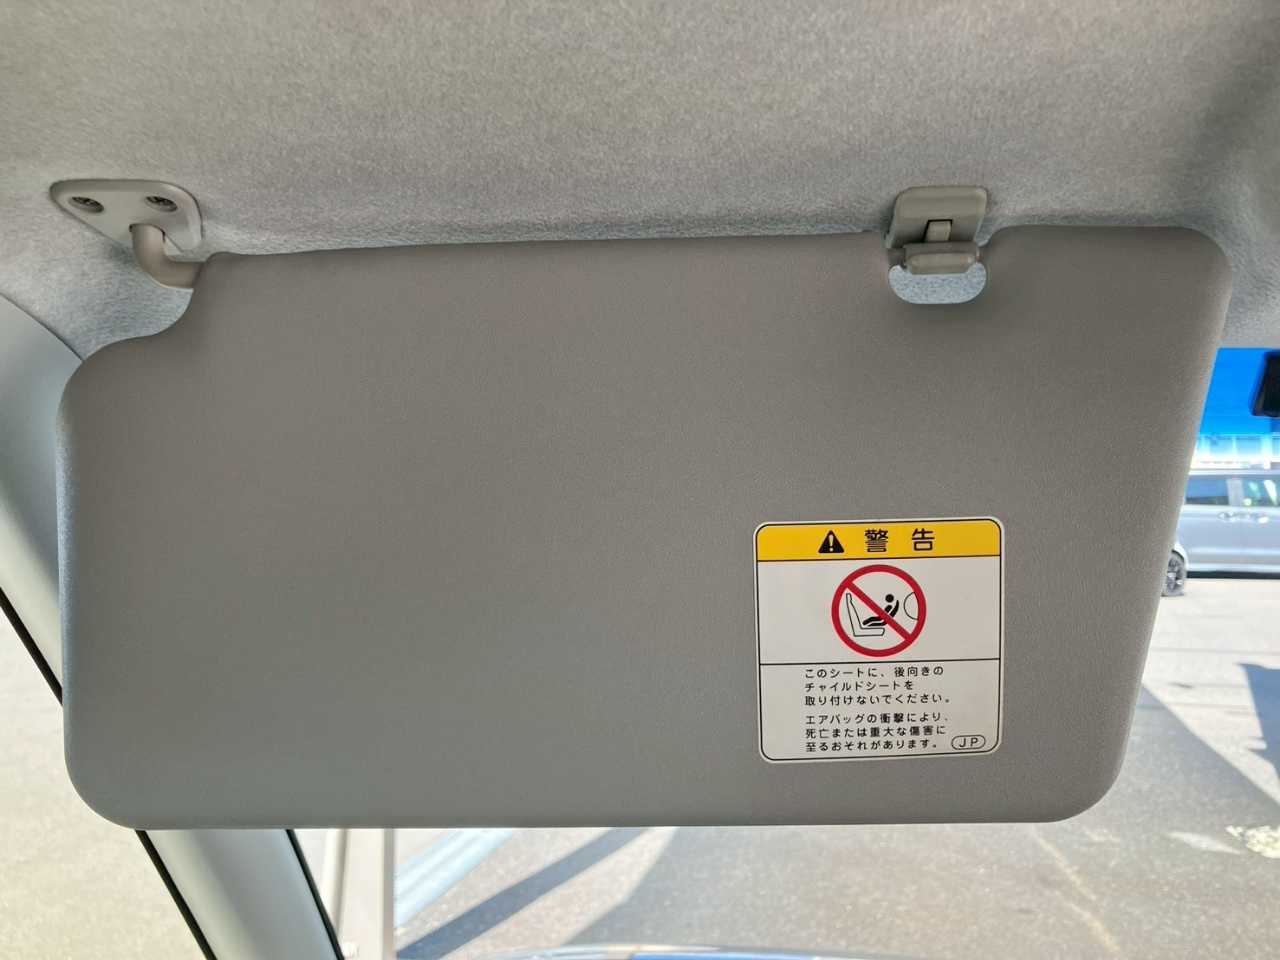 警告
このシートに、後向きの
チャイルドシートを
取り付けないでください。
エアバッグの衝撃により、
死亡または重大な傷害に
至るおそれがあります。 JP